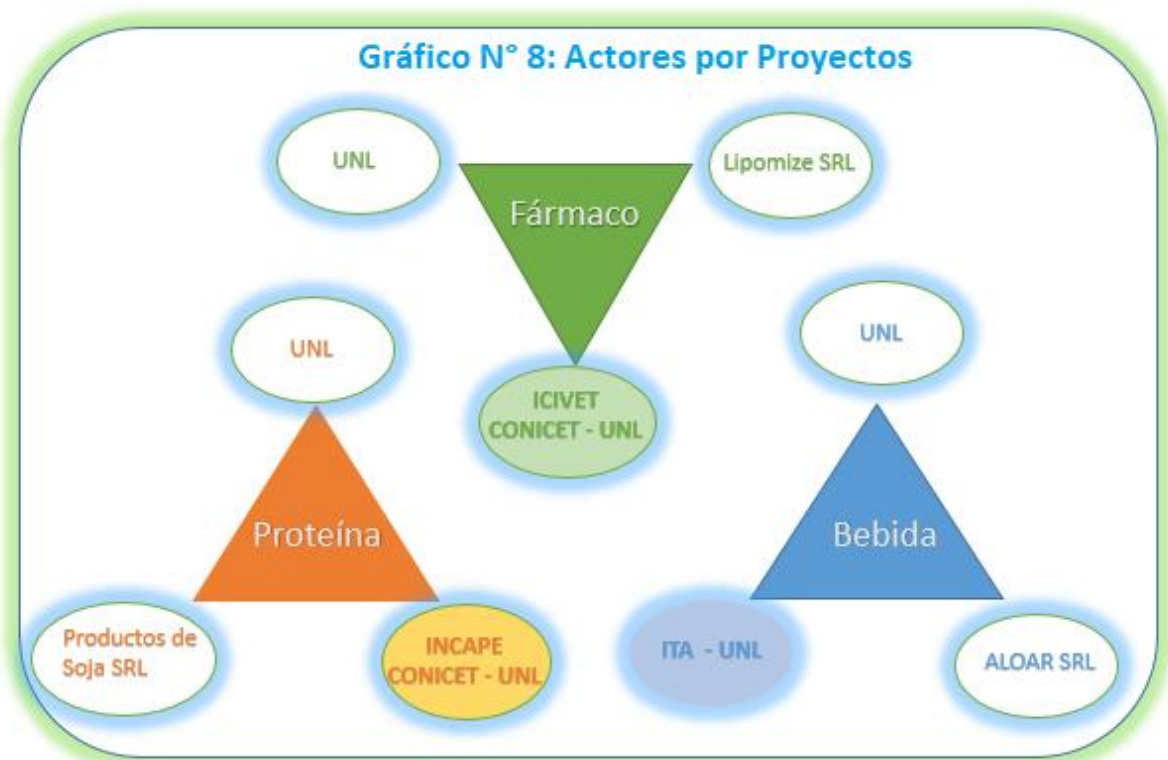 Gráfico N° 8: Actores por Proyectos
UNL
Lipomize SRL
Fármaco
UNL
UNL
ICIVET
CONICET - UNL
Proteína
Bebida
Productos de
Soja SRL
INCAPE
CONICET - UNL
ITA - UNL
ALOAR SRL